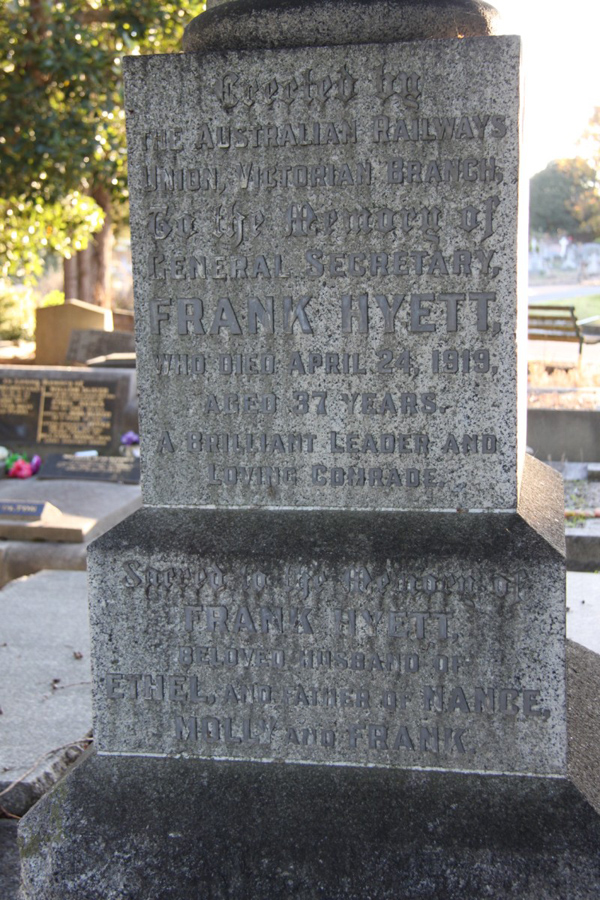 Erected by
THE AUSTRALIAN RAILWAYS
UNION, VICTORIAN BRANCH,
To the Memory of
GENERAL SECRETARY,
FRANK HYETT,
WHO DIED APRIL 24, 1919,
AGED 37 YEARS.
A BRILLIANT LEADER AND
LOVING COMRADE.
Sacred to the Memory of
FRANK HYETT,
BELOVED HUSBAND OF
ETHEL, AND FATHER OF NANCE,
MOLLY AND FRANK.